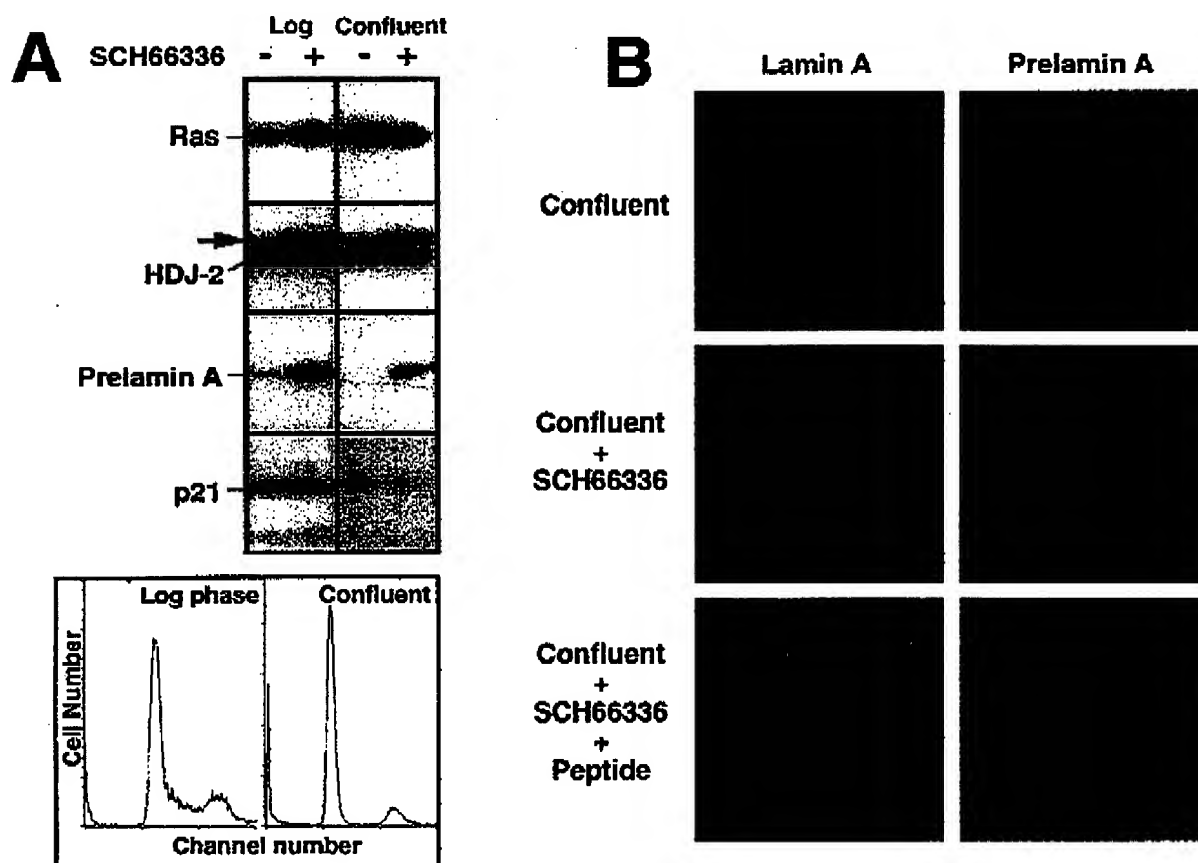 A
Log Confluent
SCH66336 - + - +
Ras
HDJ-2
Prelamin A
p21
Log phase
Confluent
Cell Number
Channel number
B
Lamin A Prelamin A
Confluent
Confluent
+
SCH66336
Confluent
+
SCH66336
+
Peptide